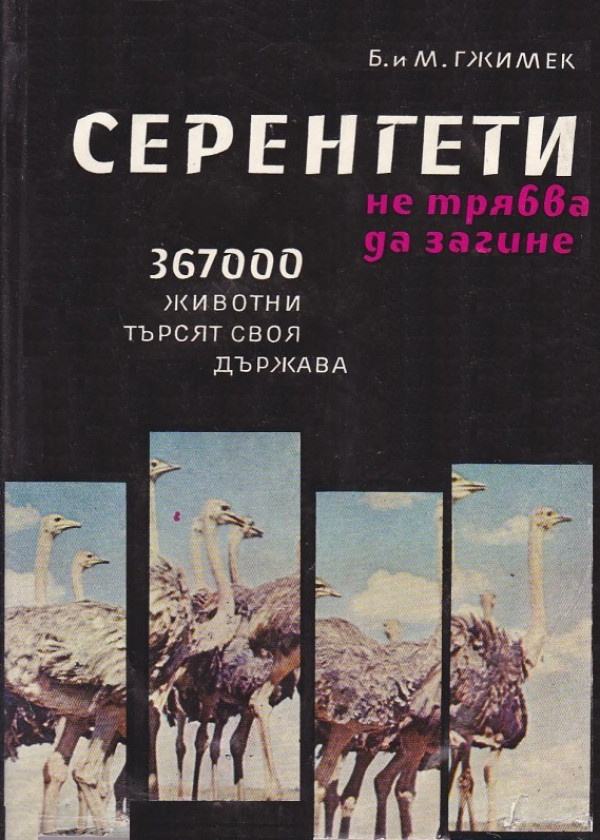 Б. и М. ГЖИМЕК
СЕРЕНГЕТИ
не трябва
да загине
367000
ЖИВОТНИ
ТЪРСЯТ СВОЯ
ДЪРЖАВА